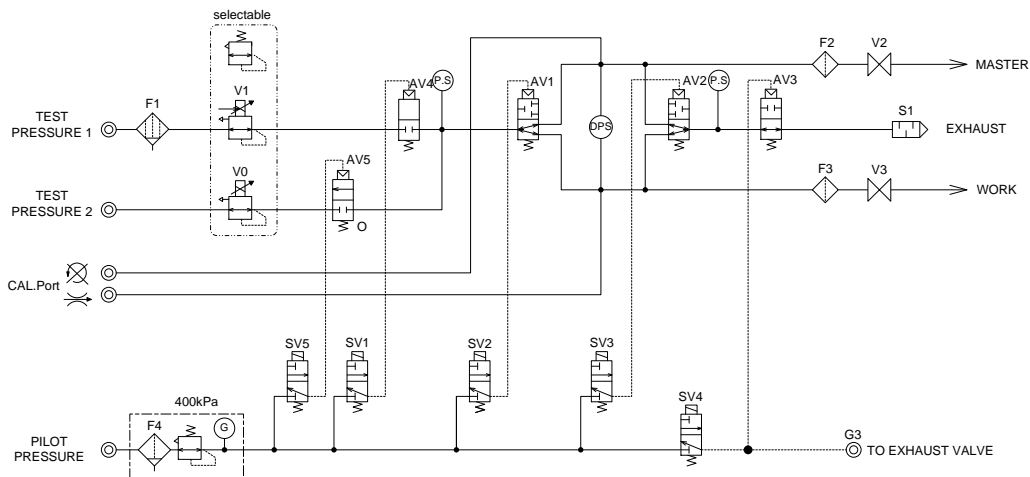 selectable
F2
V2
MASTER
AV4
P.S
AV1
AV2
P.S
AV3
TEST
PRESSURE 1
F1
V1
DPS
S1
EXHAUST
V0
AV5
TEST
PRESSURE 2
O
F3
V3
WORK
CAL.Port
SV5
SV1
SV2
SV3
SV4
400kPa
F4
G
PILOT
PRESSURE
G3
TO EXHAUST VALVE